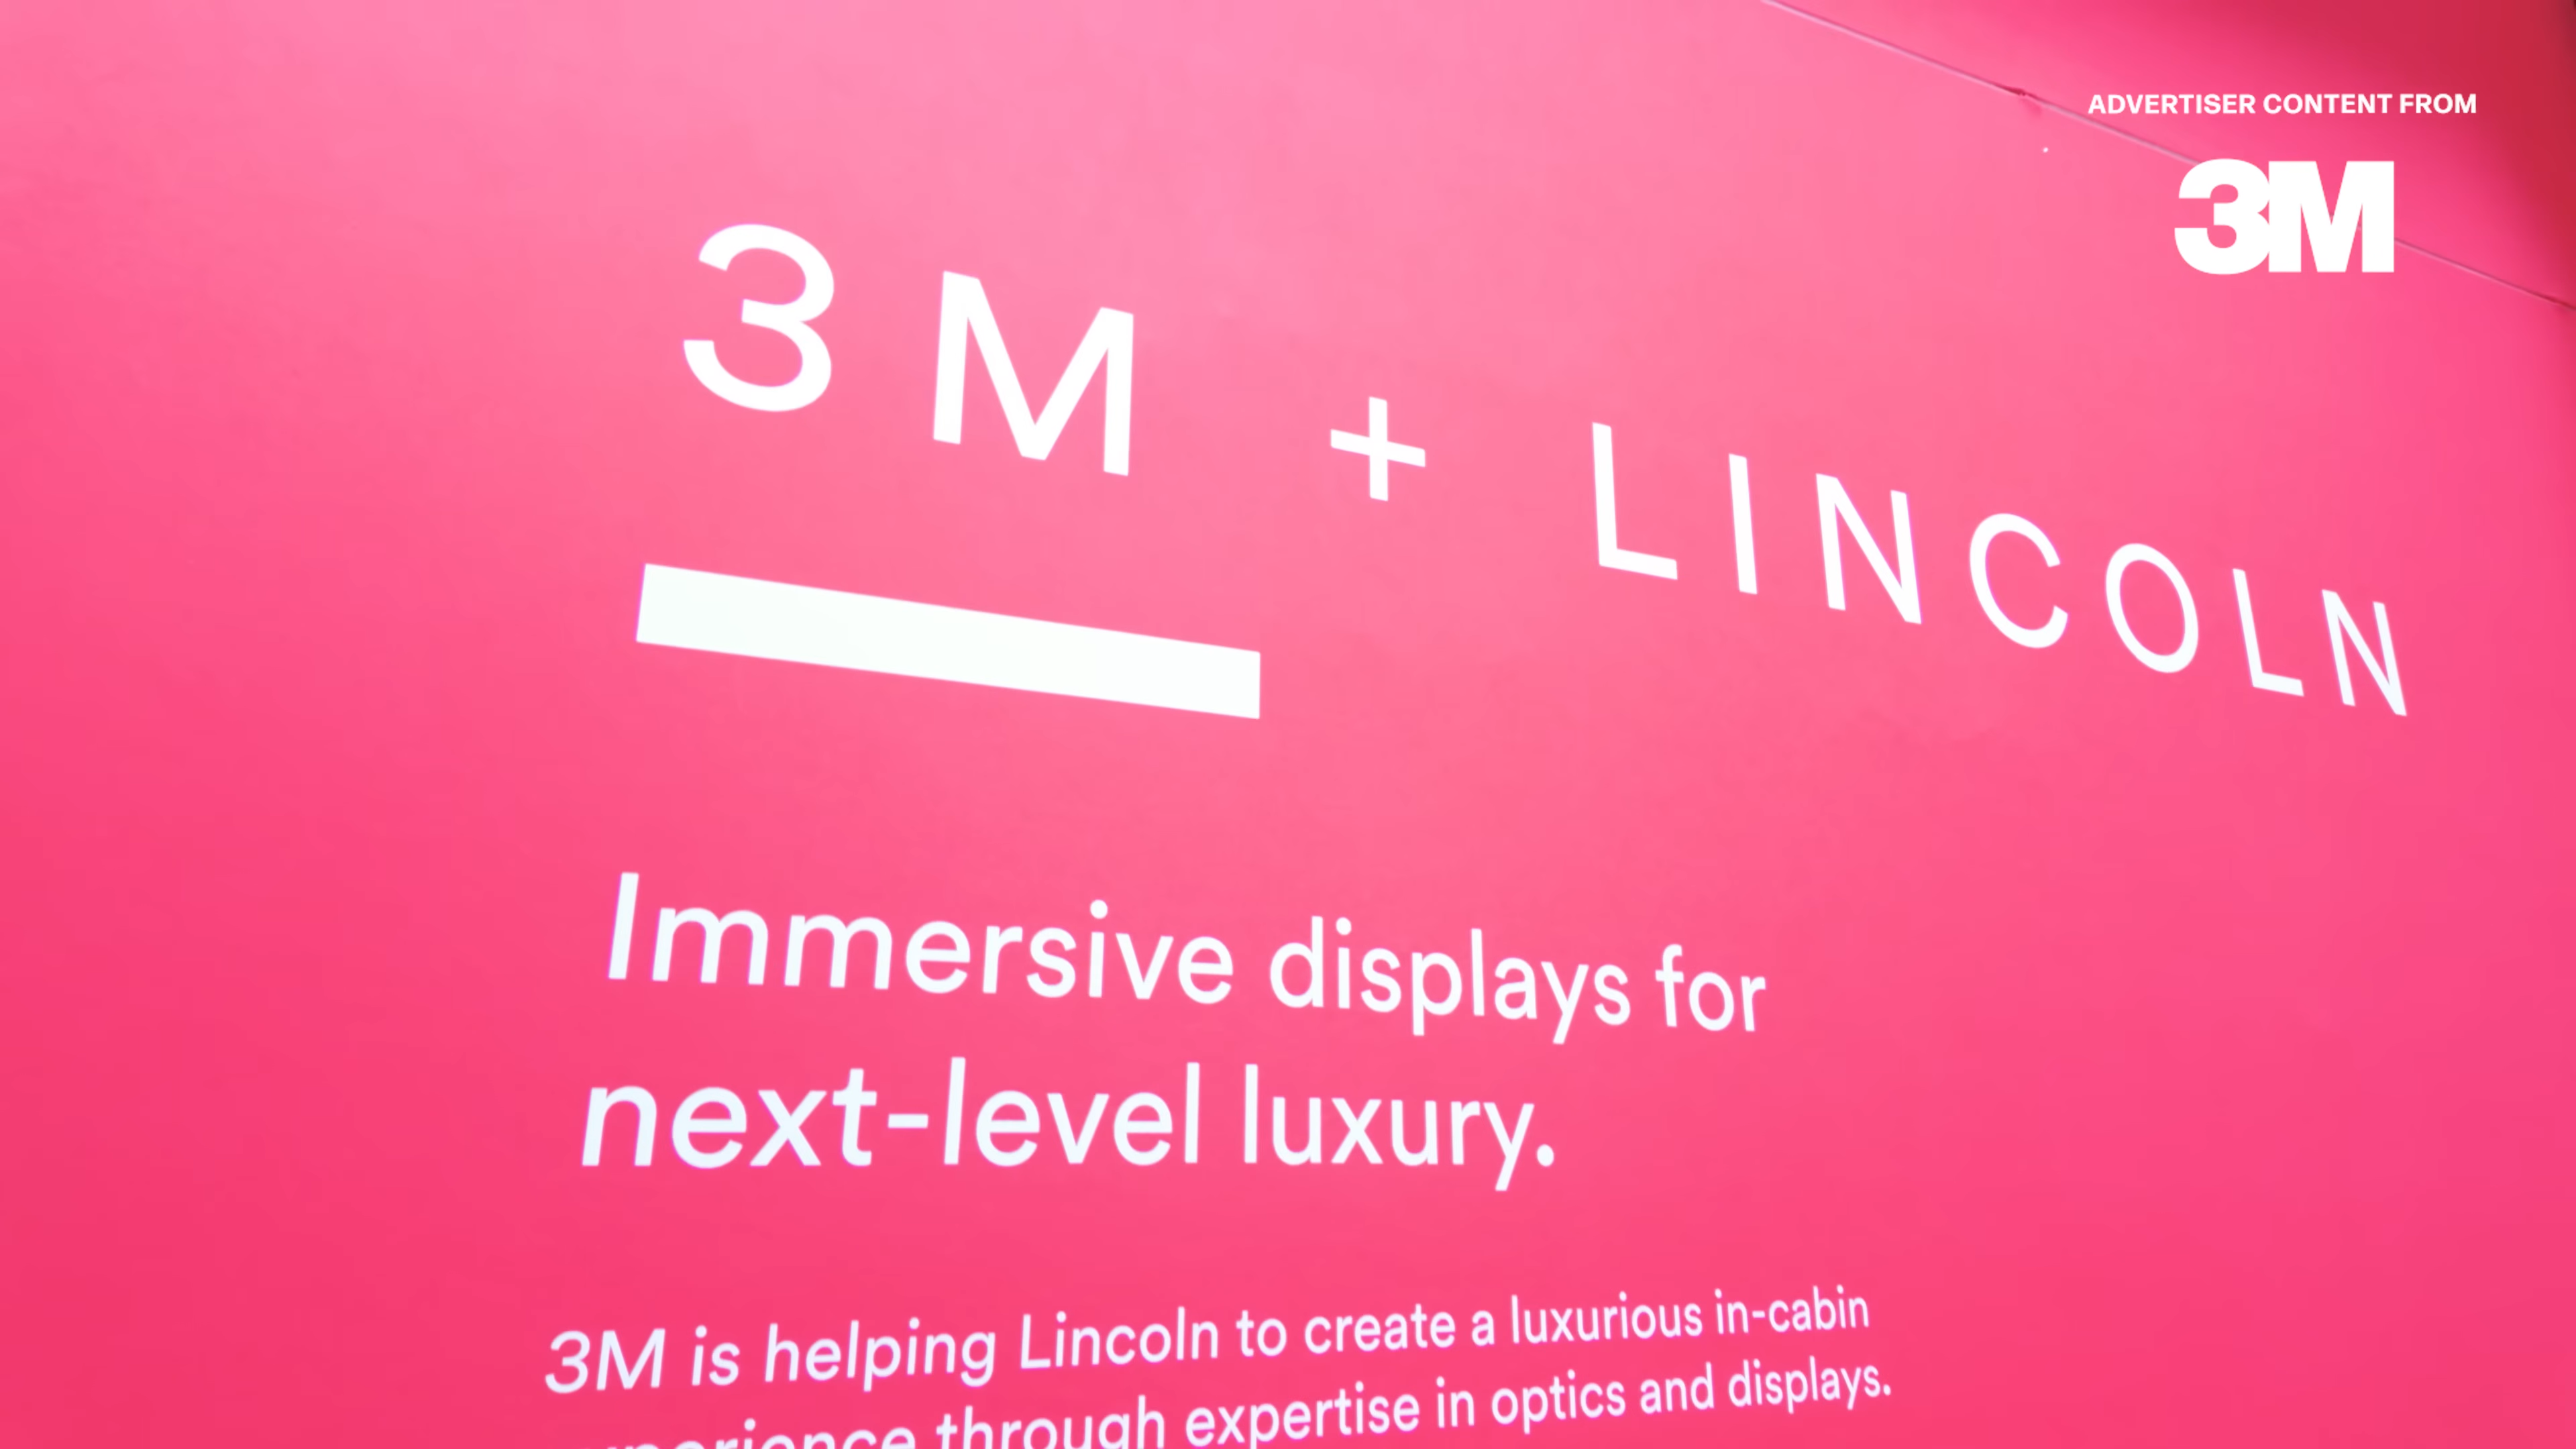 ADVERTISER CONTENT FROM
3M
3M + LINCOLN
Immersive displays for
next-level luxury.
3M is helping Lincoln to create a luxurious in-cabin
through expertise in optics and displays.